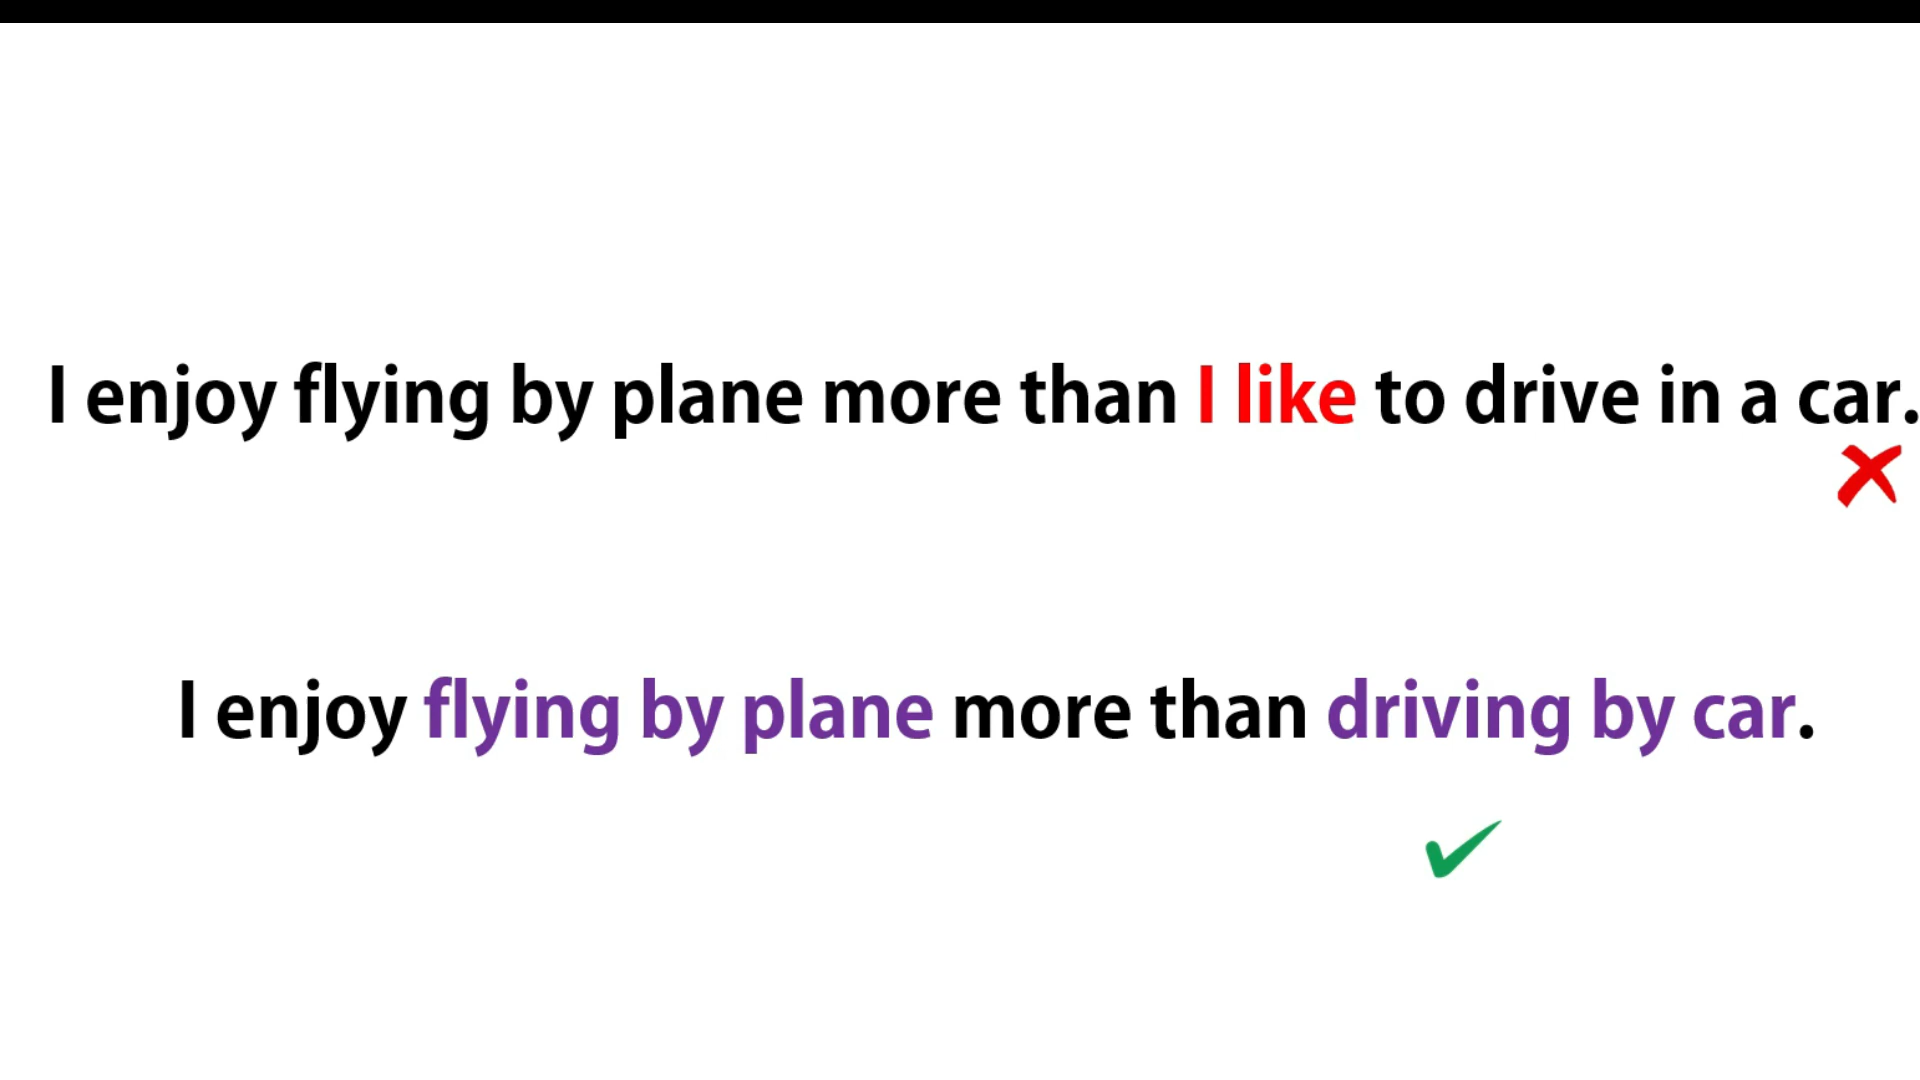 I enjoy flying by plane more than I like to drive in a car.
I enjoy flying by plane more than driving by car.